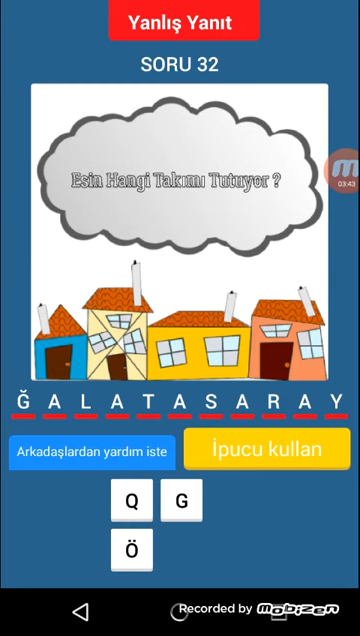 Yanlış Yanıt
SORU 32
Esin Hangi Takımı Tutuyor ?
03:43
Ğ A L A T A S A R A Y
Arkadaşlardan yardım iste
İpucu kullan
Q G
Ö
Recorded by mobizen